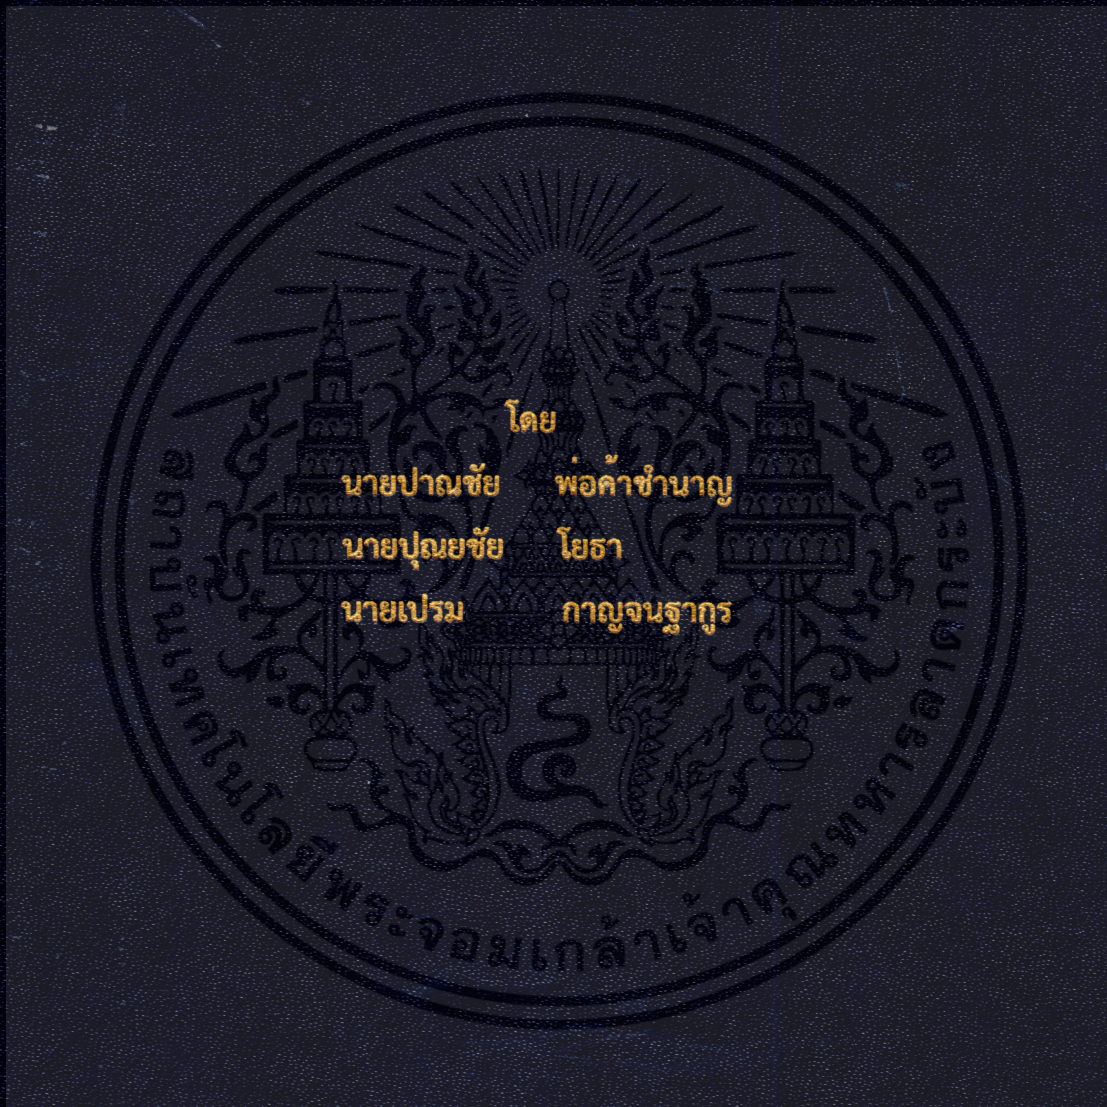 โดย
นายปาณชัย พ่อค้าชำนาญ
นายปุณยชัย โยธา
นายเปรม กาญจนฐากูร
สถาบันเทคโนโลยีพระจอมเกล้าเจ้าคุณทหารลาดกระบัง